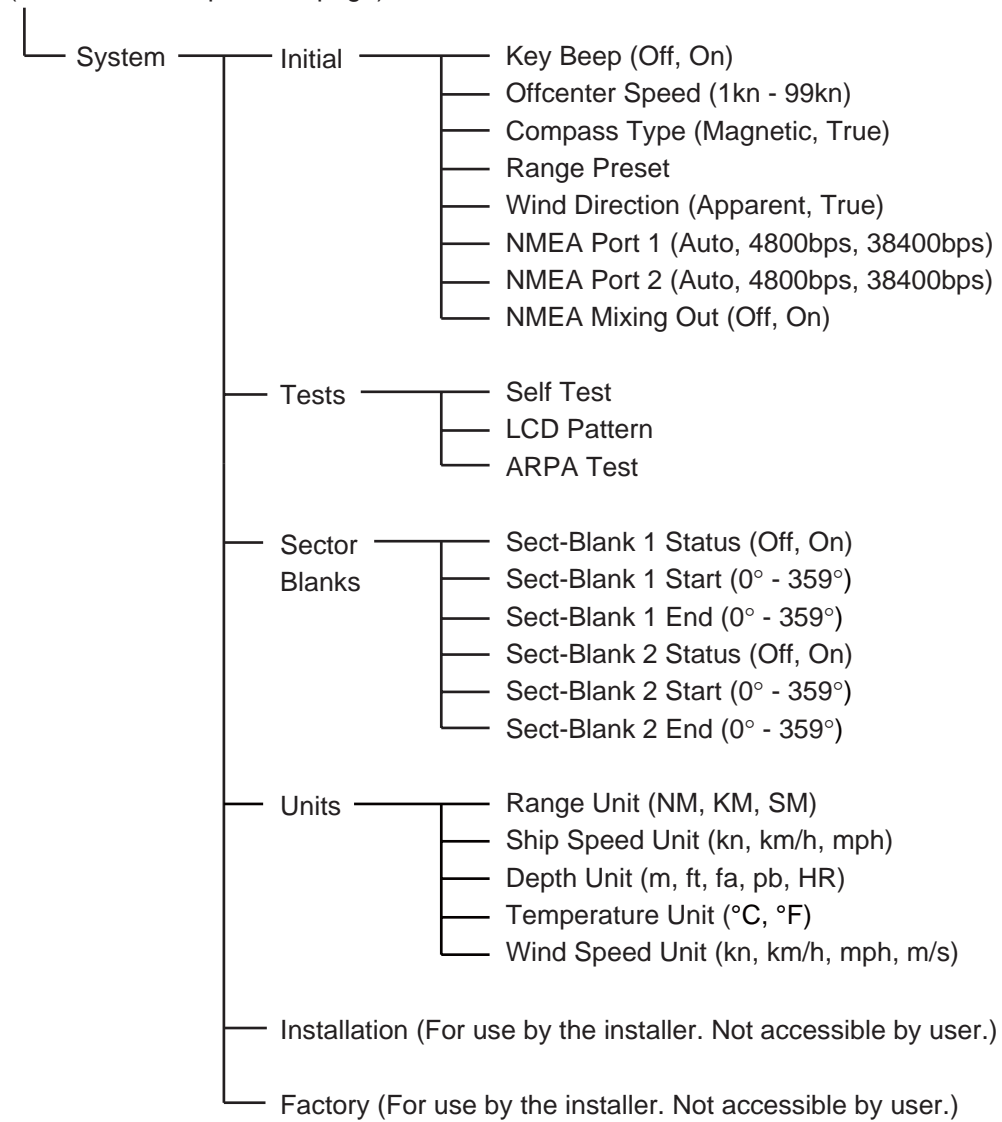 System
Initial
Key Beep (Off, On)
Offcenter Speed (1kn - 99kn)
Compass Type (Magnetic, True)
Range Preset
Wind Direction (Apparent, True)
NMEA Port 1 (Auto, 4800bps, 38400bps)
NMEA Port 2 (Auto, 4800bps, 38400bps)
NMEA Mixing Out (Off, On)
Tests
Self Test
LCD Pattern
ARPA Test
Sector
Blanks
Sect-Blank 1 Status (Off, On)
Sect-Blank 1 Start (0° - 359°)
Sect-Blank 1 End (0° - 359°)
Sect-Blank 2 Status (Off, On)
Sect-Blank 2 Start (0° - 359°)
Sect-Blank 2 End (0° - 359°)
Units
Range Unit (NM, KM, SM)
Ship Speed Unit (kn, km/h, mph)
Depth Unit (m, ft, fa, pb, HR)
Temperature Unit (°C, °F)
Wind Speed Unit (kn, km/h, mph, m/s)
Installation (For use by the installer. Not accessible by user.)
Factory (For use by the installer. Not accessible by user.)